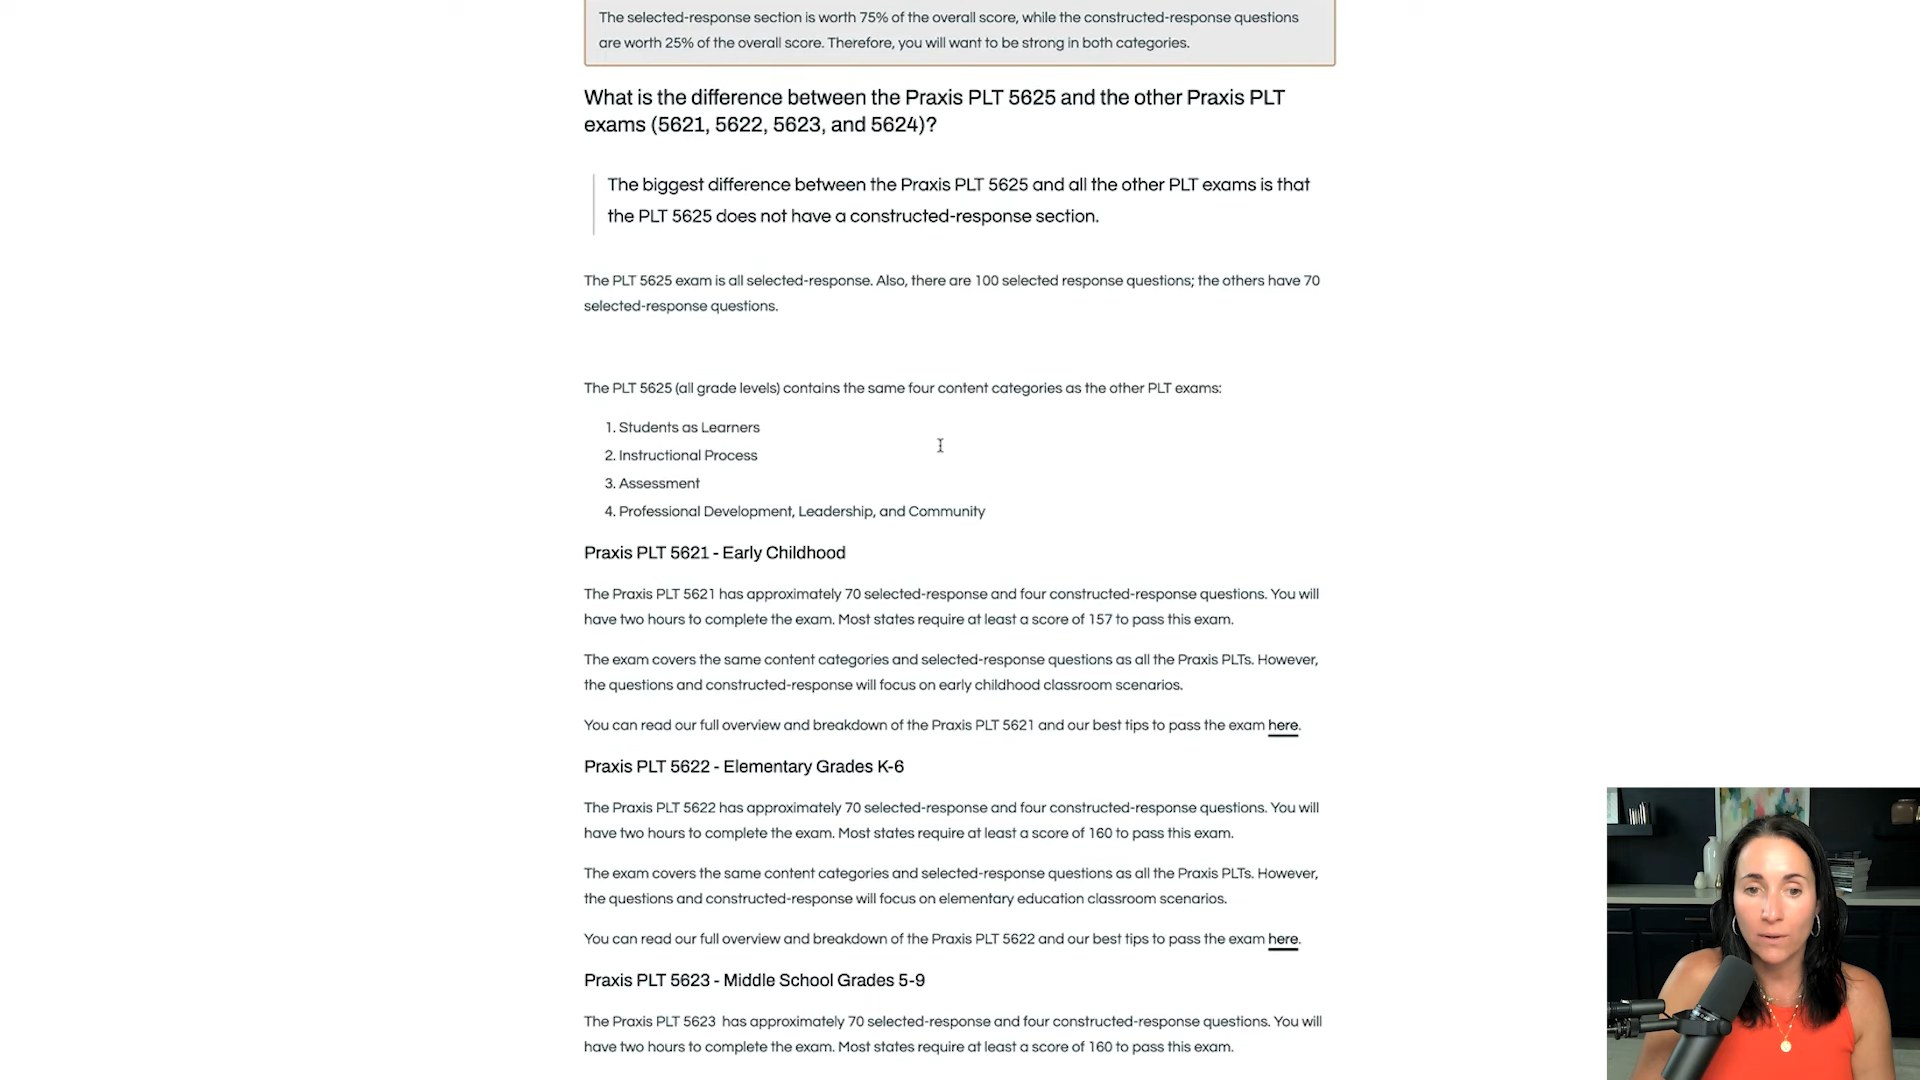 The selected-response section is worth 75% of the overall score, while the constructed-response questions
are worth 25% of the overall score. Therefore, you will want to be strong in both categories.
What is the difference between the Praxis PLT 5625 and the other Praxis PLT
exams (5621, 5622, 5623, and 5624)?
The biggest difference between the Praxis PLT 5625 and all the other PLT exams is that
the PLT 5625 does not have a constructed-response section.
The PLT 5625 exam is all selected-response. Also, there are 100 selected response questions; the others have 70
selected-response questions.
The PLT 5625 (all grade levels) contains the same four content categories as the other PLT exams:
1. Students as Learners
2. Instructional Process
3. Assessment
4. Professional Development, Leadership, and Community
Praxis PLT 5621 - Early Childhood
The Praxis PLT 5621 has approximately 70 selected-response and four constructed-response questions. You will
have two hours to complete the exam. Most states require at least a score of 157 to pass this exam.
The exam covers the same content categories and selected-response questions as all the Praxis PLTs. However,
the questions and constructed-response will focus on early childhood classroom scenarios.
You can read our full overview and breakdown of the Praxis PLT 5621 and our best tips to pass the exam here.
Praxis PLT 5622 - Elementary Grades K-6
The Praxis PLT 5622 has approximately 70 selected-response and four constructed-response questions. You will
have two hours to complete the exam. Most states require at least a score of 160 to pass this exam.
The exam covers the same content categories and selected-response questions as all the Praxis PLTs. However,
the questions and constructed-response will focus on elementary education classroom scenarios.
You can read our full overview and breakdown of the Praxis PLT 5622 and our best tips to pass the exam here.
Praxis PLT 5623 - Middle School Grades 5-9
The Praxis PLT 5623 has approximately 70 selected-response and four constructed-response questions. You will
have two hours to complete the exam. Most states require at least a score of 160 to pass this exam.